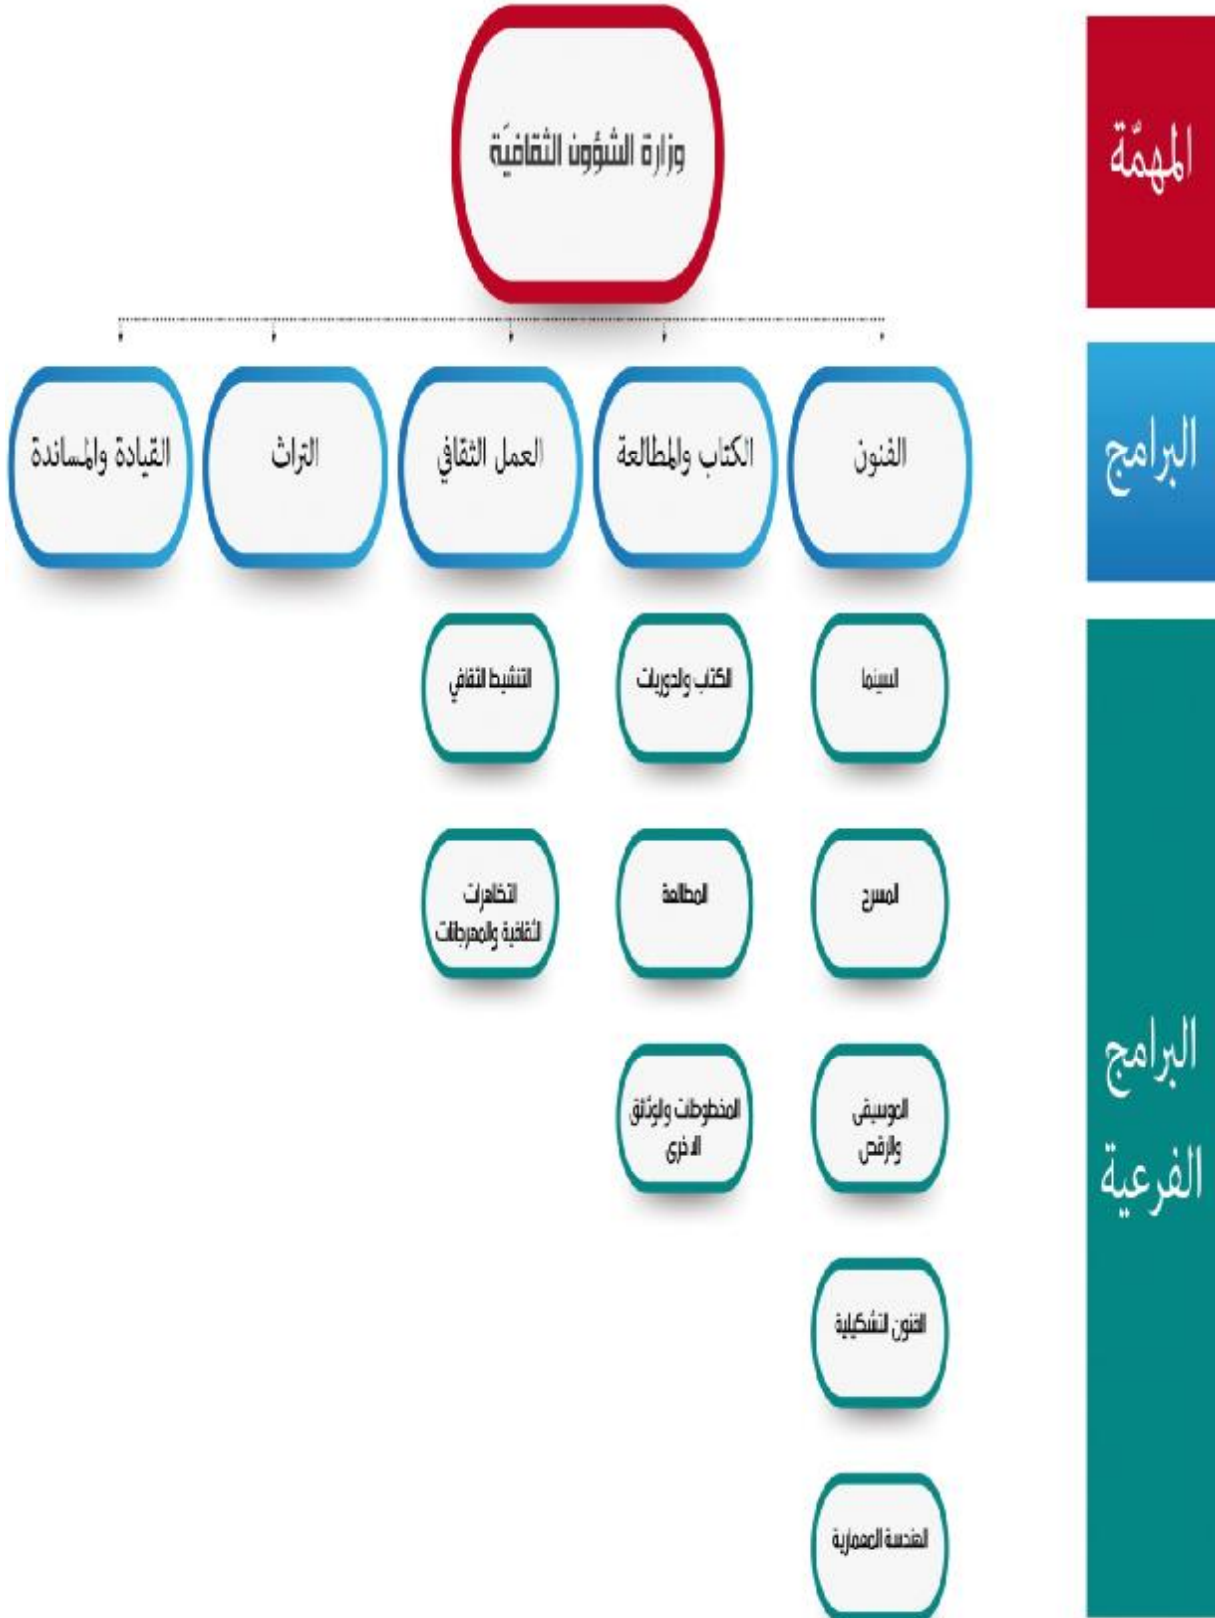 المهمّة
وزارة الشؤون الثقافيّة
البرامج
الفنون
الكتاب والمطالعة
العمل الثقافي
التراث
القيادة والمساندة
البرامج
الفرعية
السينما
الكتاب والدوريات
التنشيط الثقافي
المسرح
المطالعة
التظاهرات
الثقافية والمهرجانات
الموسيقى
والرقص
المخطوطات والوثائق
الاخرى
الفنون التشكيلية
الهندسة المعمارية